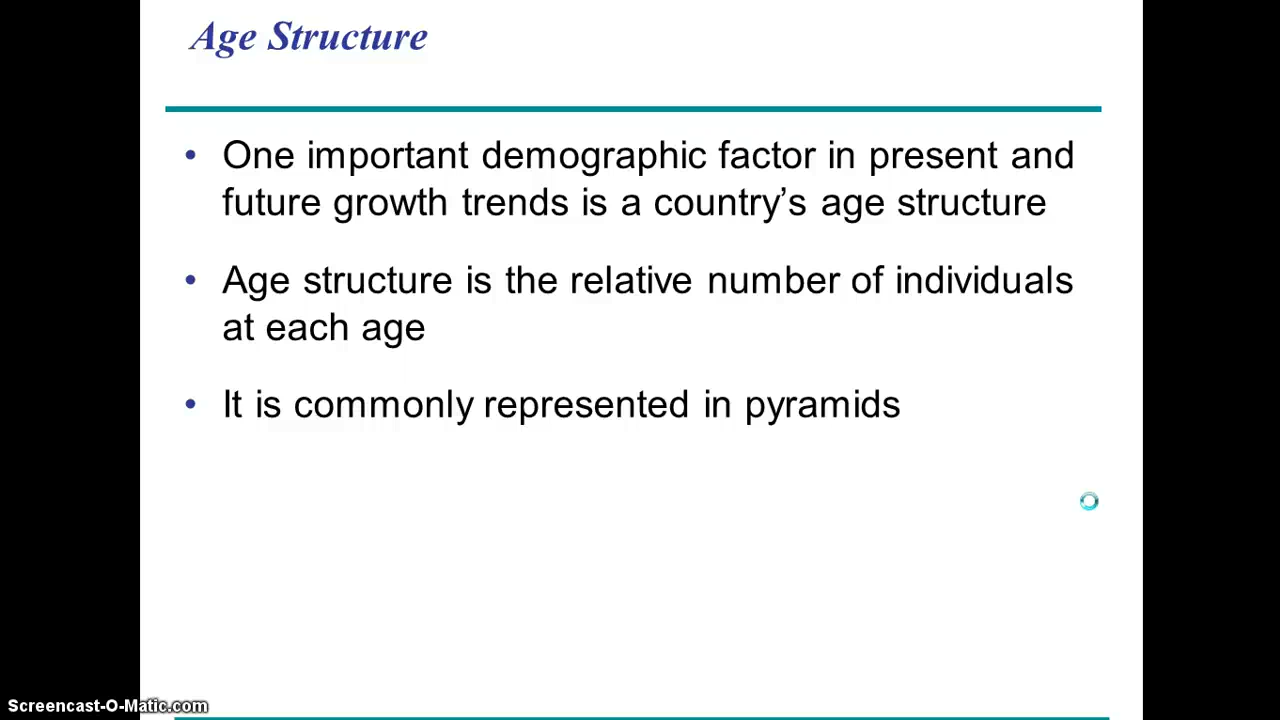 Age Structure
• One important demographic factor in present and
future growth trends is a country’s age structure
• Age structure is the relative number of individuals
at each age
• It is commonly represented in pyramids
Screencast-O-Matic.com